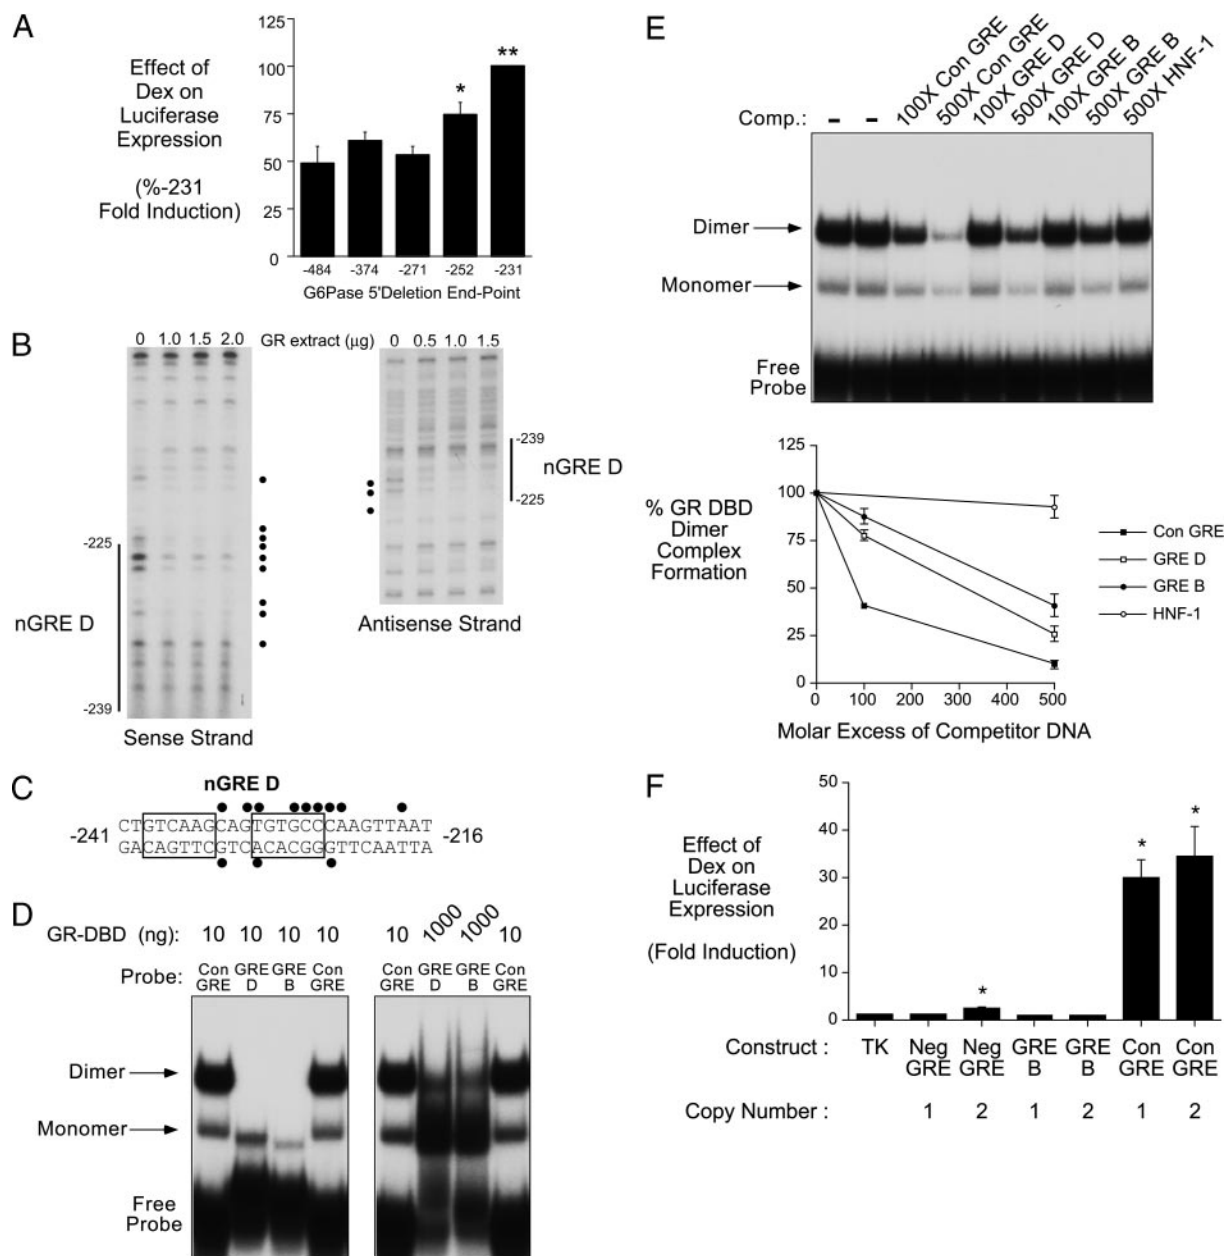 A
Effect of
Dex on
Luciferase
Expression
(%-231
Fold Induction)
125
100
75
50
25
0
*
**
-484 -374 -271 -252 -231
G6Pase 5'Deletion End-Point
B
0 1.0 1.5 2.0 GR extract (μg) 0 0.5 1.0 1.5
-225
nGRE D
-239
Sense Strand
-239
nGRE D
-225
Antisense Strand
C
nGRE D
-241 CTGTCAAGCAGTGTGCCCAAGTTAAT -216
GACAGTTCGTCACACGGGTTCAATTA
D
GR-DBD (ng): 10 10 10 10 10 1000 1000 10
Probe: Con GRE GRE D GRE B Con GRE Con GRE GRE D GRE B Con GRE
Dimer
Monomer
Free
Probe
E
Comp.: - - 100X Con GRE 500X Con GRE 100X GRE D 500X GRE D 100X GRE B 500X GRE B 500X HNF-1
Dimer
Monomer
Free
Probe
% GR DBD
Dimer
Complex
Formation
125
100
75
50
25
0
0 100 200 300 400 500
Molar Excess of Competitor DNA
Con GRE
GRE D
GRE B
HNF-1
F
Effect of
Dex on
Luciferase
Expression
(Fold Induction)
50
40
30
20
10
0
*
*
*
Construct : TK Neg GRE Neg GRE GRE B GRE B Con GRE Con GRE
Copy Number : 1 2 1 2 1 2